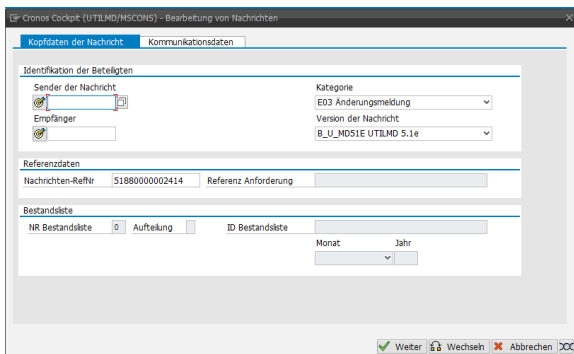 Cronos Cockpit (UTILMD/MSCONS) - Bearbeitung von Nachrichten
Kopfdaten der Nachricht Kommunikationsdaten
Identifikation der Beteiligten
Sender der Nachricht Kategorie
E03 Änderungsmeldung
Empfänger Version der Nachricht
B_U_MD51E UTILMD 5.1e
Referenzdaten
Nachrichten-RefNr 51880000002414 Referenz Anforderung
Bestandsliste
NR Bestandsliste 0 Aufteilung ID Bestandsliste
Monat Jahr
Weiter Wechseln Abbrechen